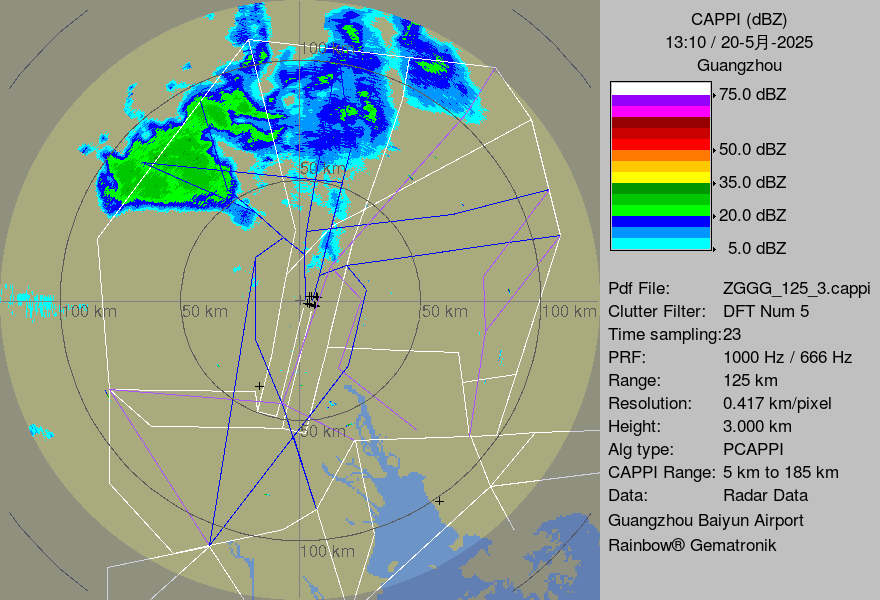 CAPPI (dBZ)
13:10 / 20-5月-2025
Guangzhou
75.0 dBZ
50.0 dBZ
35.0 dBZ
20.0 dBZ
5.0 dBZ
Pdf File: ZGGG_125_3.cappi
Clutter Filter: DFT Num 5
Time sampling:23
PRF: 1000 Hz / 666 Hz
Range: 125 km
Resolution: 0.417 km/pixel
Height: 3.000 km
Alg type: PCAPPI
CAPPI Range: 5 km to 185 km
Data: Radar Data
Guangzhou Baiyun Airport
Rainbow® Gematronik
100 km
50 km
100 km
50 km
50 km
100 km
50 km
100 km